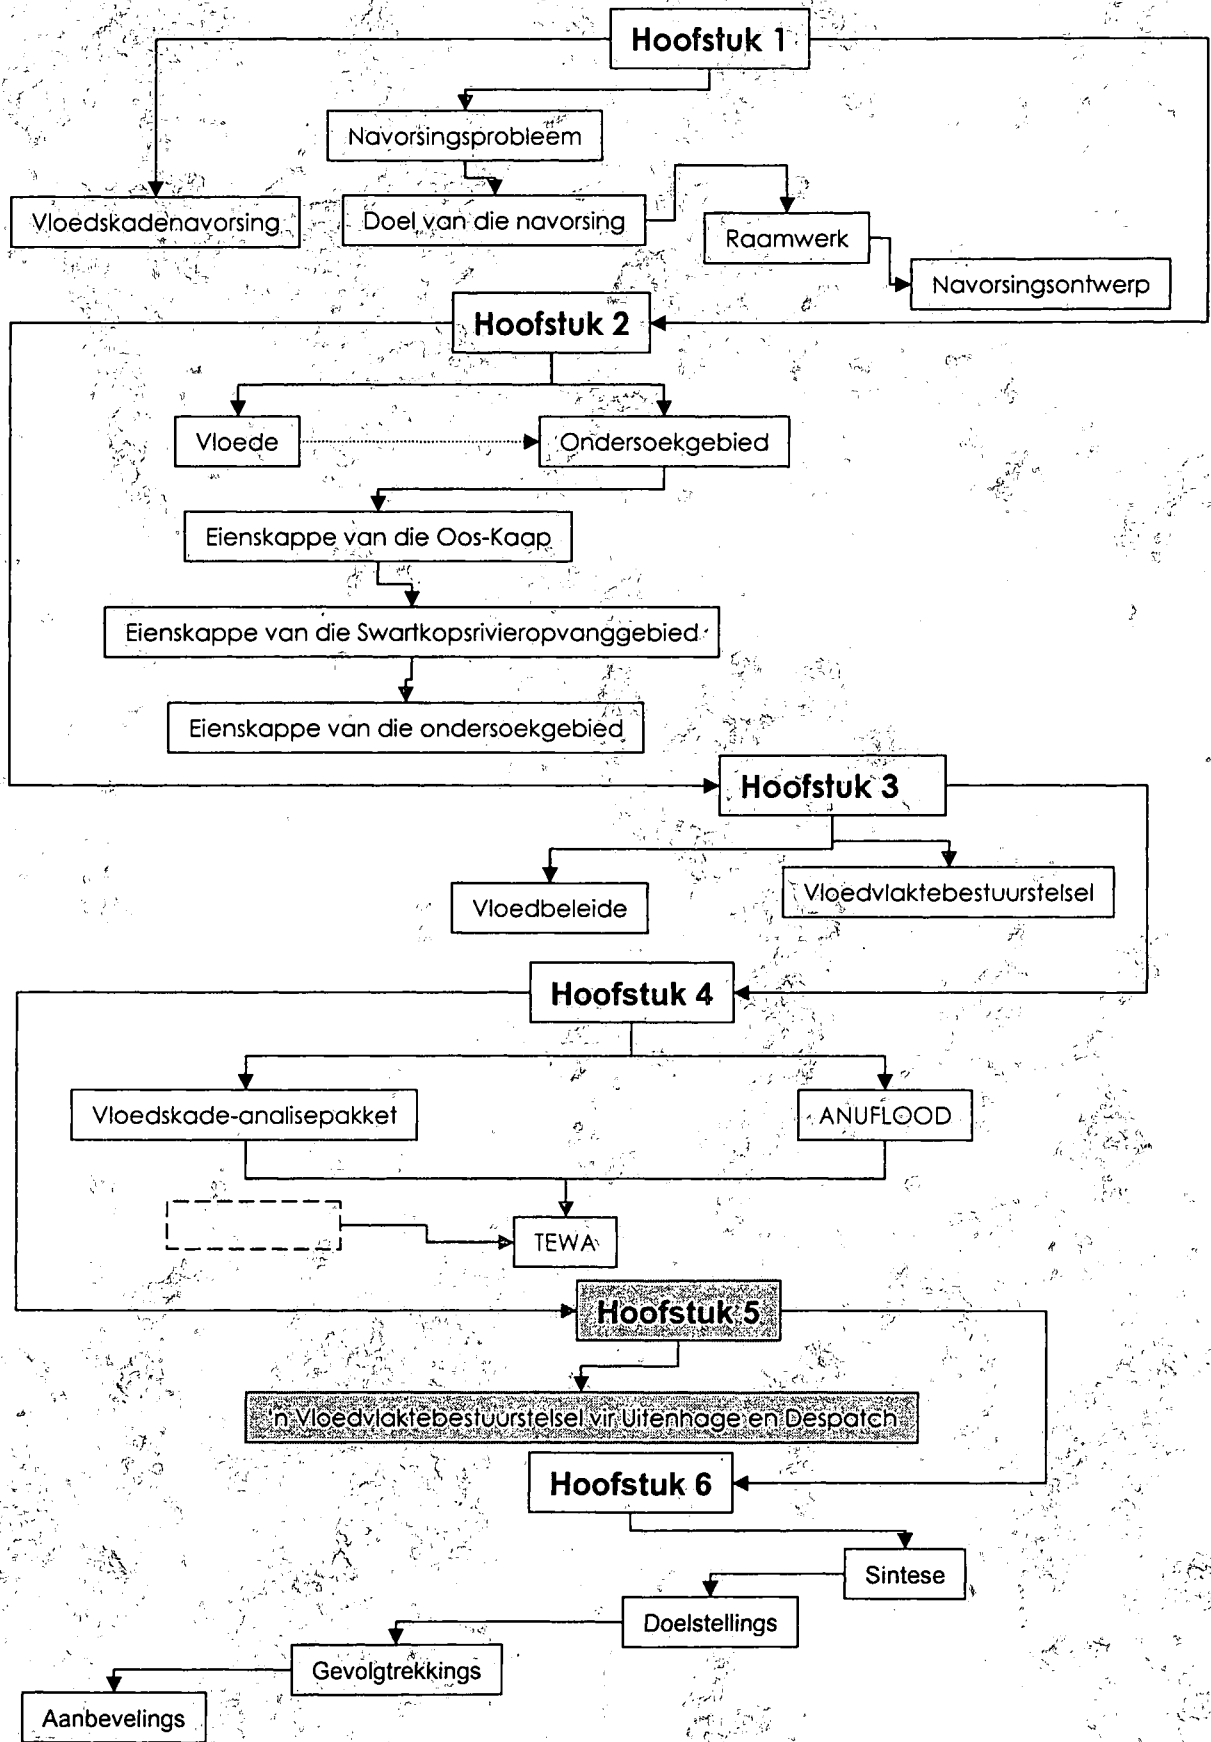 Hoofstuk 1
Navorsingsprobleem
Vloedskadenavorsing
Doel van die navorsing
Raamwerk
Navorsingsontwerp
Hoofstuk 2
Vloede
Ondersoekgebied
Eienskappe van die Oos-Kaap
Eienskappe van die Swartkopsrivieropvanggebied
Eienskappe van die ondersoekgebied
Hoofstuk 3
Vloedbeleide
Vloedvlaktebestuurstelsel
Hoofstuk 4
Vloedskade-analisepakket
ANUFLOOD
TEWA
Hoofstuk 5
'n Vloedvlaktebestuurstelsel vir Uitenhage en Despatch
Hoofstuk 6
Sintese
Doelstellings
Gevolgtrekkings
Aanbevelings